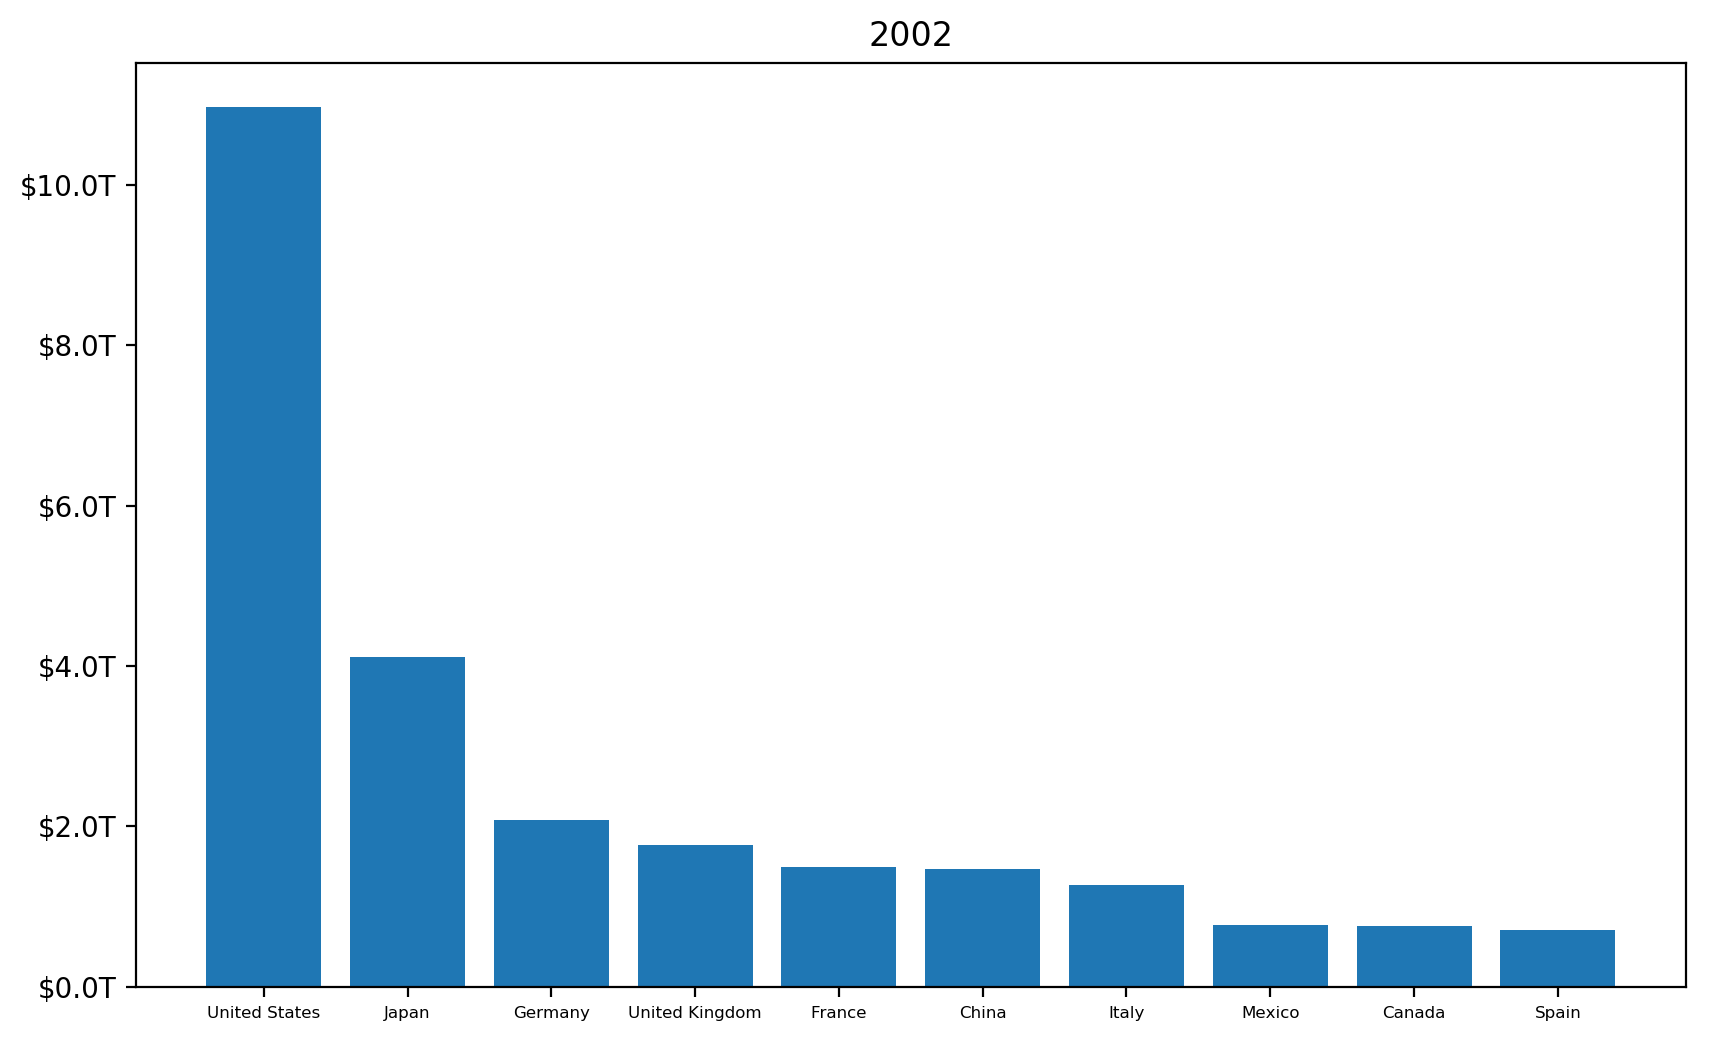 2002
$10.0T
$8.0T
$6.0T
$4.0T
$2.0T
$0.0T
United States Japan Germany United Kingdom France China Italy Mexico Canada Spain